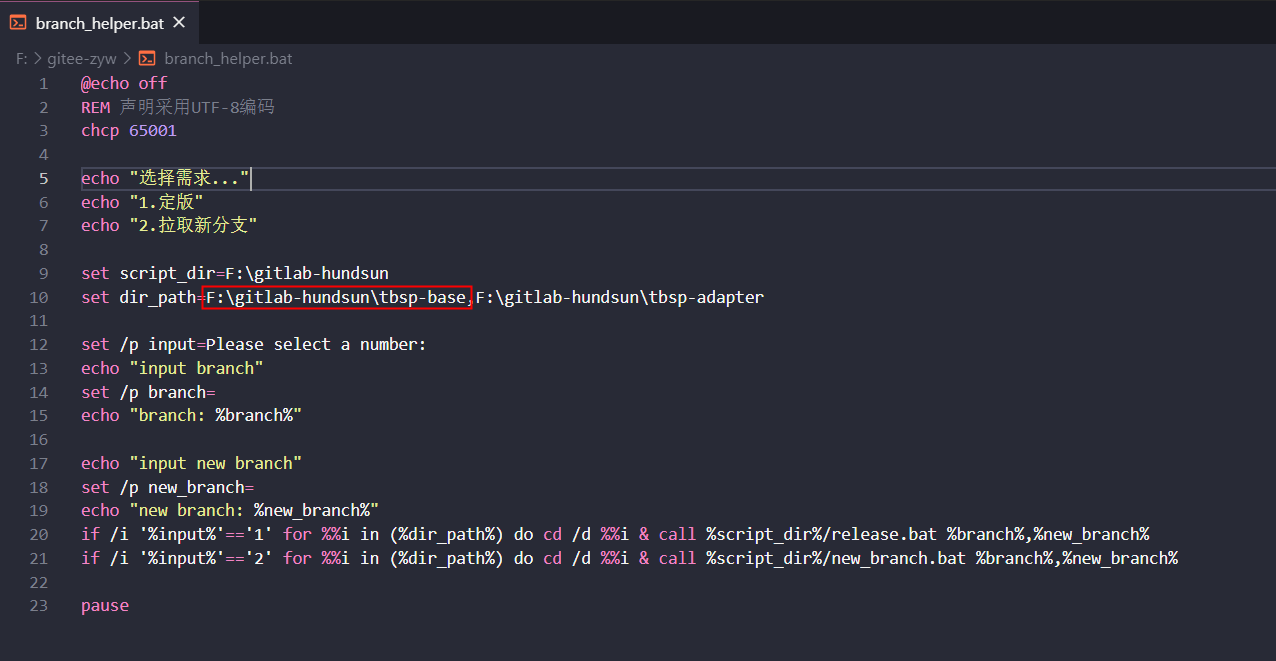 branch_helper.bat
F: > gitee-zyw > branch_helper.bat
1 @echo off
2 REM 声明采用UTF-8编码
3 chcp 65001
4
5 echo "选择需求..."
6 echo "1.定版"
7 echo "2.拉取新分支"
8
9 set script_dir=F:\gitlab-hundsun
10 set dir_path=F:\gitlab-hundsun\tbsp-base,F:\gitlab-hundsun\tbsp-adapter
11
12 set /p input=Please select a number:
13 echo "input branch"
14 set /p branch=
15 echo "branch: %branch%"
16
17 echo "input new branch"
18 set /p new_branch=
19 echo "new branch: %new_branch%"
20 if /i '%input%'=='1' for %%i in (%dir_path%) do cd /d %%i & call %script_dir%/release.bat %branch%,%new_branch%
21 if /i '%input%'=='2' for %%i in (%dir_path%) do cd /d %%i & call %script_dir%/new_branch.bat %branch%,%new_branch%
22
23 pause